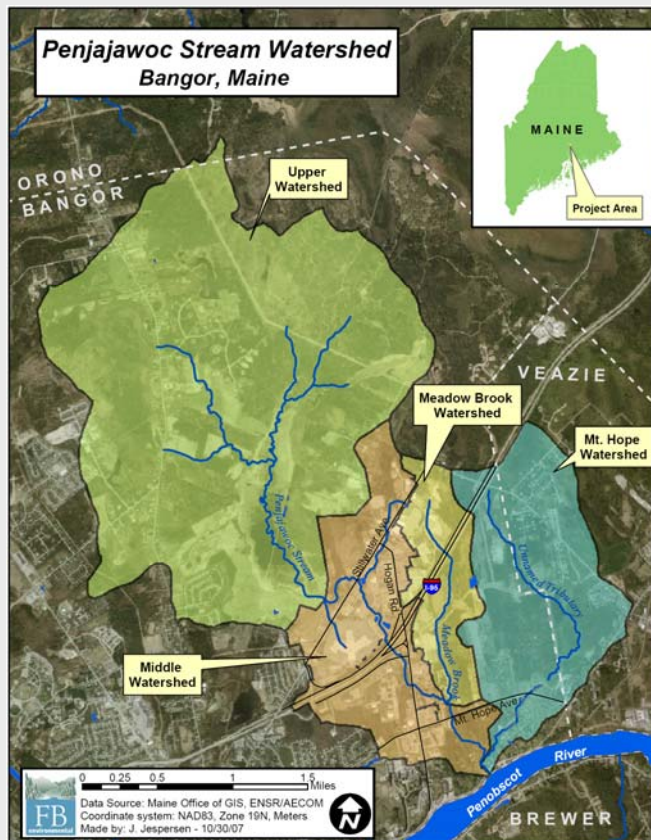 Penjajawoc Stream Watershed
Bangor, Maine
MAINE
Project Area
ORONO
BANGOR
Upper
Watershed
VEAZIE
Meadow Brook
Watershed
Mt. Hope
Watershed
Penjajawoc Stream
Stillwater Ave
Hogan Rd
I-95
Unnamed Tributary
Meadow Brook
Middle
Watershed
Mt. Hope Aver
Penobscot River
BREWER
0 0.25 0.5 1 1.5
Miles
Data Source: Maine Office of GIS, ENSR/AECOM
Coordinate system: NAD83, Zone 19N, Meters
Made by: J. Jespersen - 10/30/07
FB
environmental
N